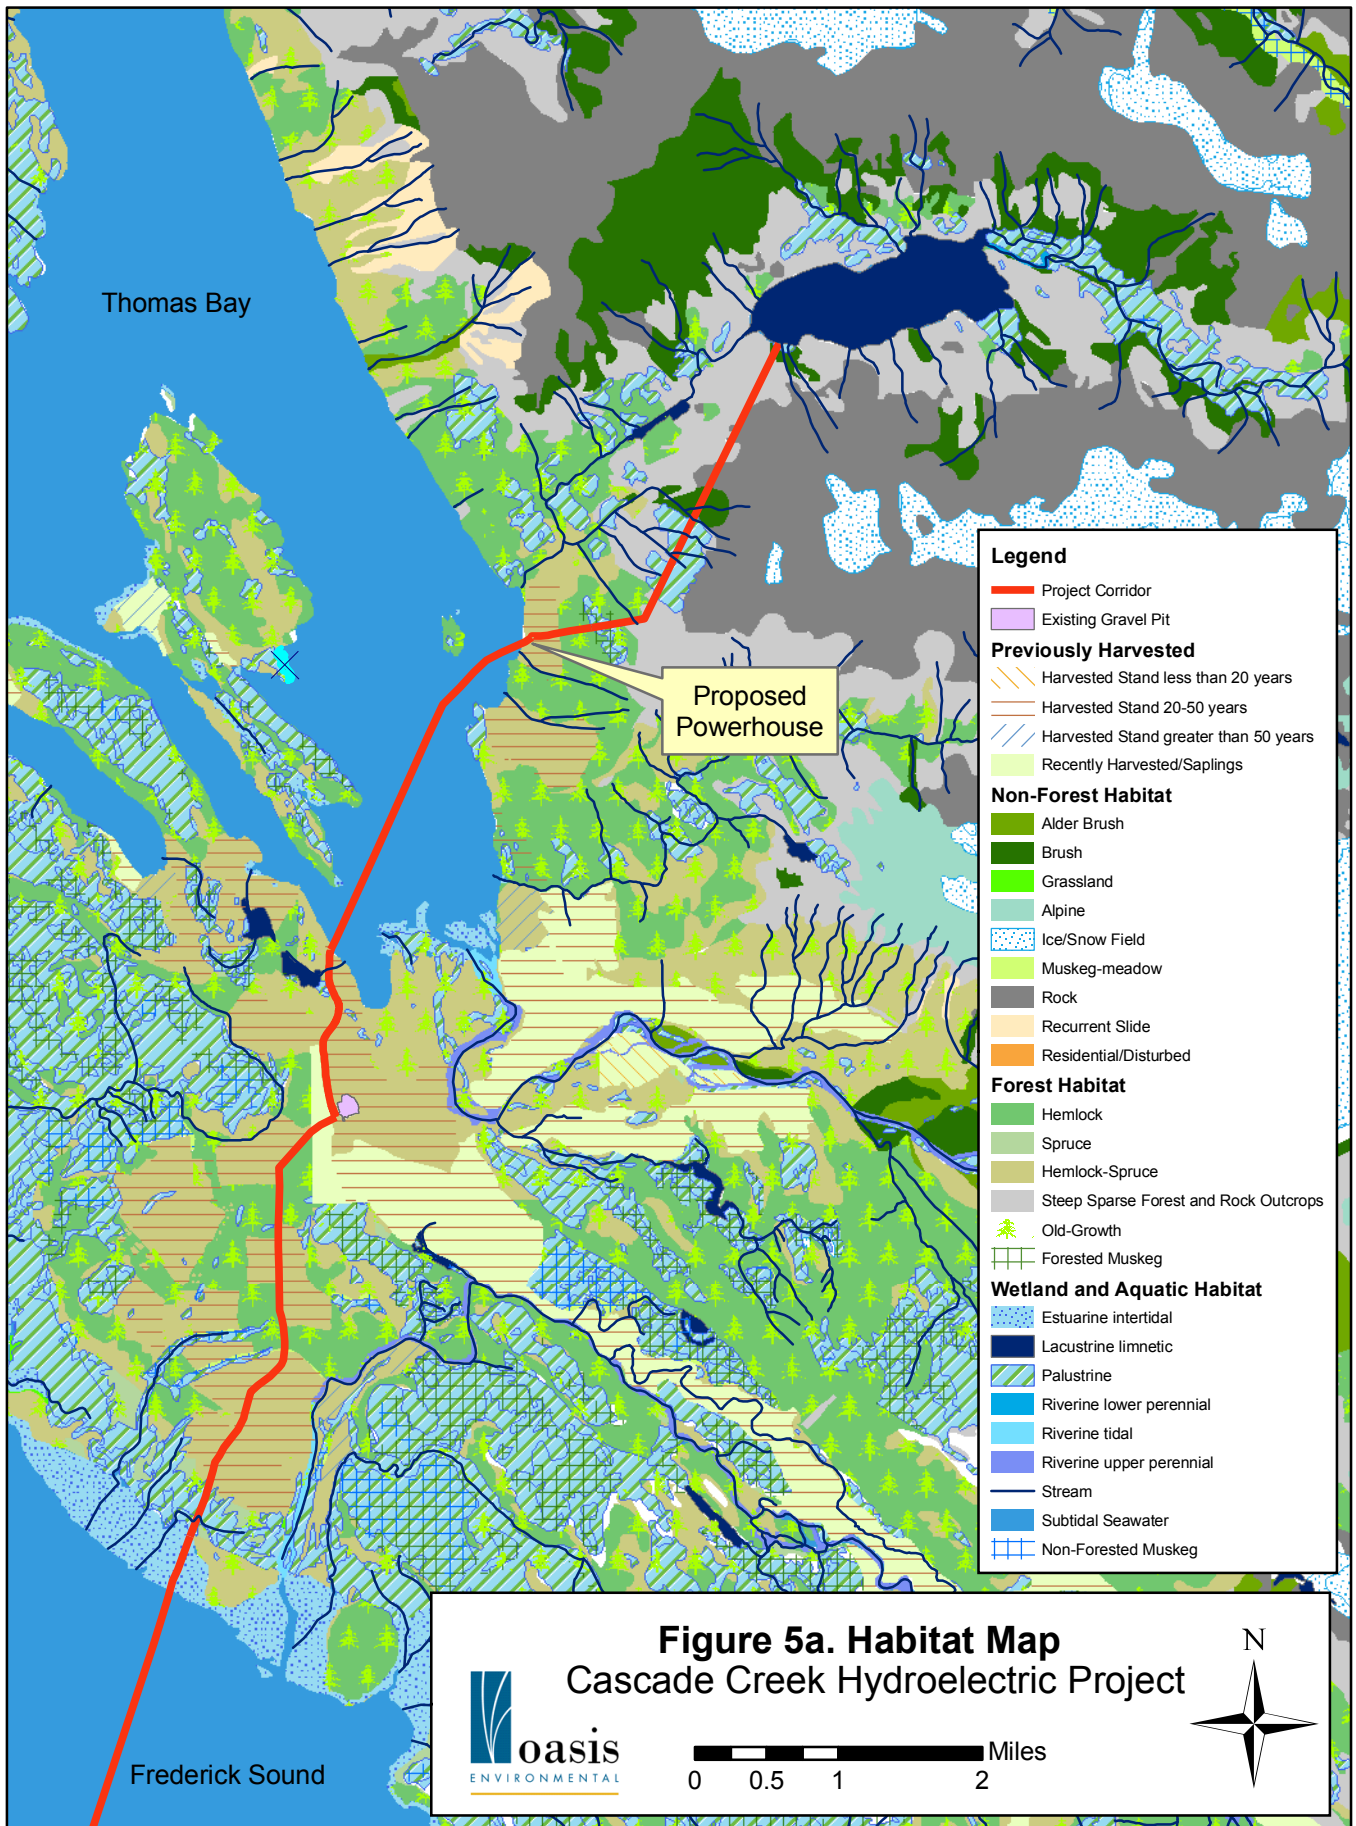 Thomas Bay
Proposed
Powerhouse
Legend
Project Corridor
Existing Gravel Pit
Previously Harvested
Harvested Stand less than 20 years
Harvested Stand 20-50 years
Harvested Stand greater than 50 years
Recently Harvested/Saplings
Non-Forest Habitat
Alder Brush
Brush
Grassland
Alpine
Ice/Snow Field
Muskeg-meadow
Rock
Recurrent Slide
Residential/Disturbed
Forest Habitat
Hemlock
Spruce
Hemlock-Spruce
Steep Sparse Forest and Rock Outcrops
Old-Growth
Forested Muskeg
Wetland and Aquatic Habitat
Estuarine intertidal
Lacustrine limnetic
Palustrine
Riverine lower perennial
Riverine tidal
Riverine upper perennial
Stream
Subtidal Seawater
Non-Forested Muskeg
Frederick Sound
Figure 5a. Habitat Map
Cascade Creek Hydroelectric Project
oasis
ENVIRONMENTAL
Miles
0 0.5 1 2
N